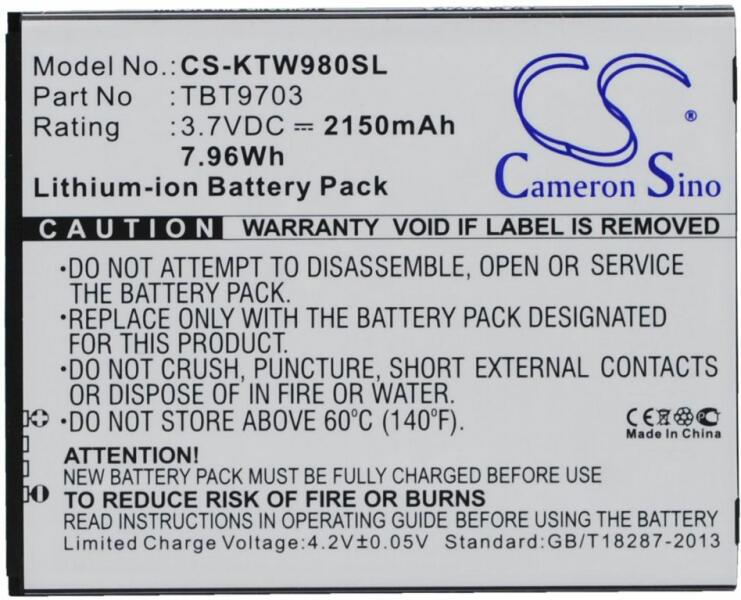 Model No.: CS-KTW980SL
Part No : TBT9703
Rating : 3.7VDC ⎓ 2150mAh
7.96Wh
Lithium-ion Battery Pack
CS ®
Cameron Sino
CAUTION WARRANTY VOID IF LABEL IS REMOVED
·DO NOT ATTEMPT TO DISASSEMBLE, OPEN OR SERVICE
THE BATTERY PACK.
·REPLACE ONLY WITH THE BATTERY PACK DESIGNATED FOR
THIS PRODUCT.
·DO NOT CRUSH, PUNCTURE, SHORT EXTERNAL CONTACTS
OR DISPOSE OF IN FIRE OR WATER.
·DO NOT STORE ABOVE 60°C (140°F).
CE
Made In China
ATTENTION!
NEW BATTERY PACK MUST BE FULLY CHARGED BEFORE USE
TO REDUCE RISK OF FIRE OR BURNS
READ INSTRUCTIONS IN OPERATING GUIDE BEFORE USING THE BATTERY
Limited Charge Voltage:4.2V±0.05V Standard:GB/T18287-2013